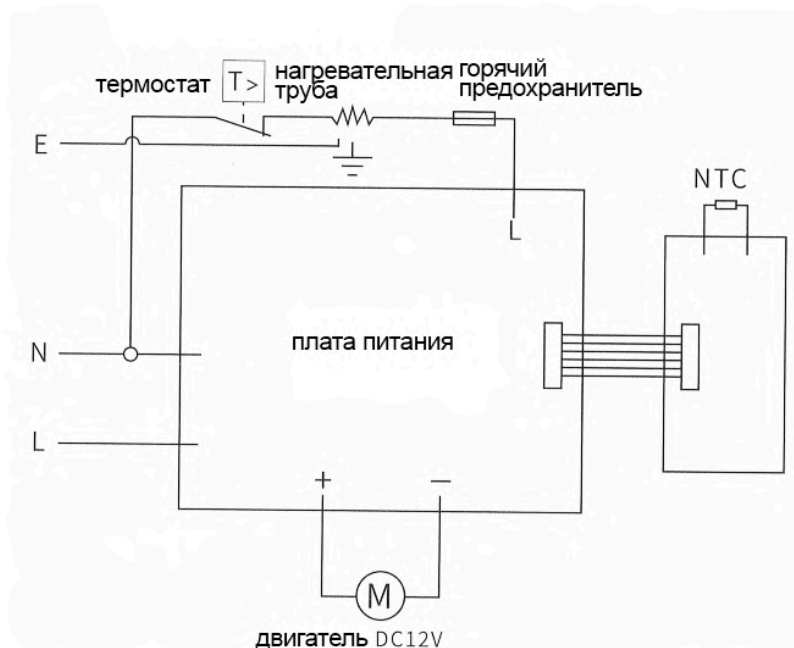 термостат
T>
нагревательная
труба
горячий
предохранитель
E
NTC
L
N
плата питания
L
+
—
M
двигатель DC12V